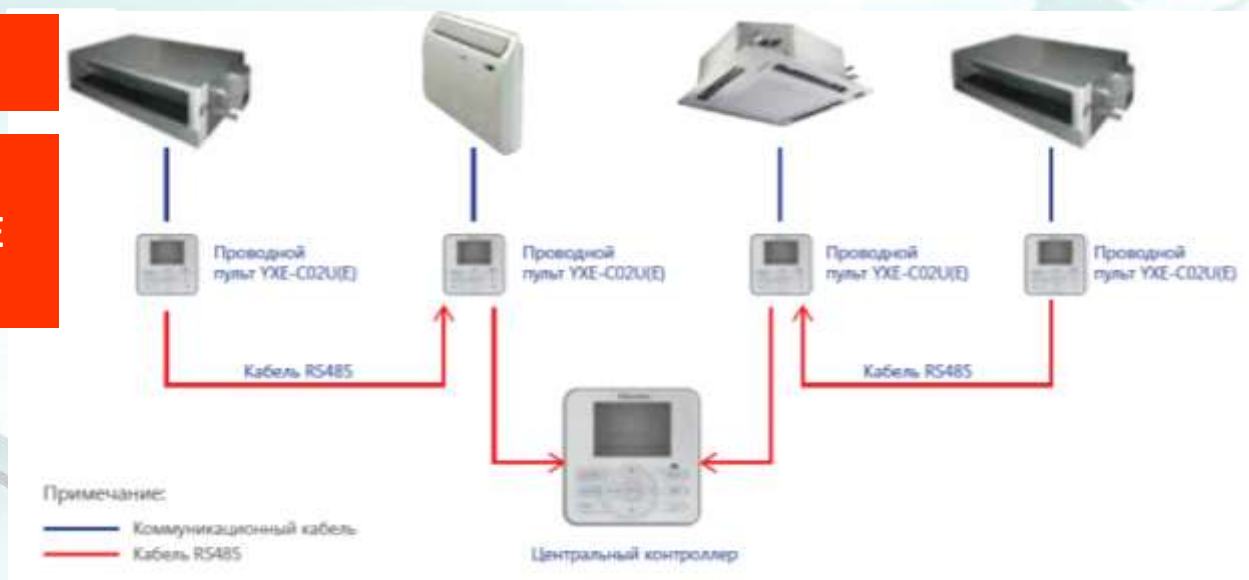 Проводной
пульт YXE-C02U(E)
Проводной
пульт YXE-C02U(E)
Проводной
пульт YXE-C02U(E)
Проводной
пульт YXE-C02U(E)
Кабель RS485
Кабель RS485
Примечание:
Коммуникационный кабель
Кабель RS485
Центральный контроллер